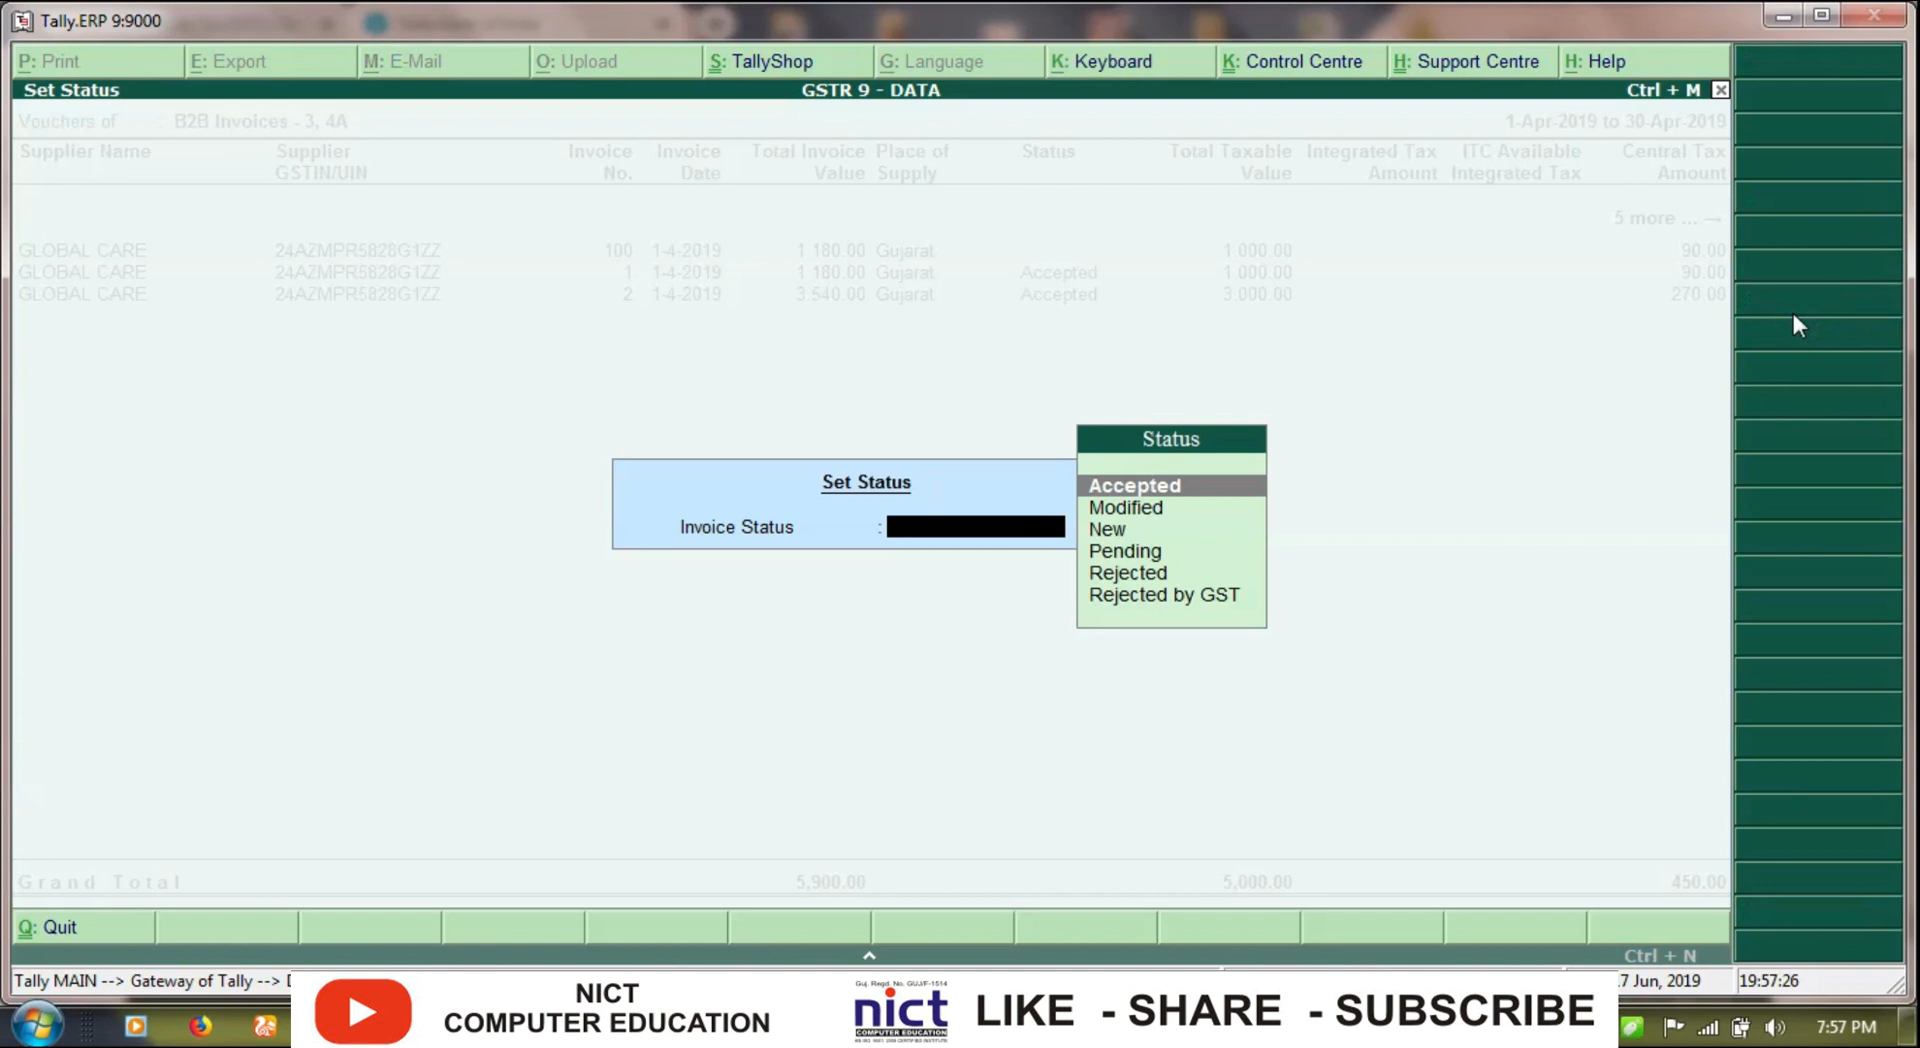 Tally.ERP 9:9000
P: Print E: Export M: E-Mail O: Upload S: TallyShop G: Language K: Keyboard K: Control Centre H: Support Centre H: Help
Set Status GSTR 9 - DATA Ctrl + M
Vouchers of : B2B Invoices - 3, 4A 1-Apr-2019 to 30-Apr-2019
Supplier Name Supplier Invoice Invoice Total Invoice Place of Status Total Taxable Integrated Tax ITC Available Central Tax
GSTIN/UIN No. Date Value Supply Value Amount Integrated Tax Amount
5 more ... →
GLOBAL CARE 24AZMPR5828G1ZZ 100 1-4-2019 1,180.00 Gujarat 1,000.00 90.00
GLOBAL CARE 24AZMPR5828G1ZZ 1 1-4-2019 1,180.00 Gujarat Accepted 1,000.00 90.00
GLOBAL CARE 24AZMPR5828G1ZZ 2 1-4-2019 3,540.00 Gujarat Accepted 3,000.00 270.00
Status
Set Status
Invoice Status :
Accepted
Modified
New
Pending
Rejected
Rejected by GST
Grand Total 5,900.00 5,000.00 450.00
Q: Quit
Ctrl + N
Tally MAIN --> Gateway of Tally --> 7 Jun, 2019 19:57:26
NICT
COMPUTER EDUCATION
Guj. Regd. No. GUJ/F-1514
nict
COMPUTER EDUCATION
LIKE - SHARE - SUBSCRIBE
7:57 PM